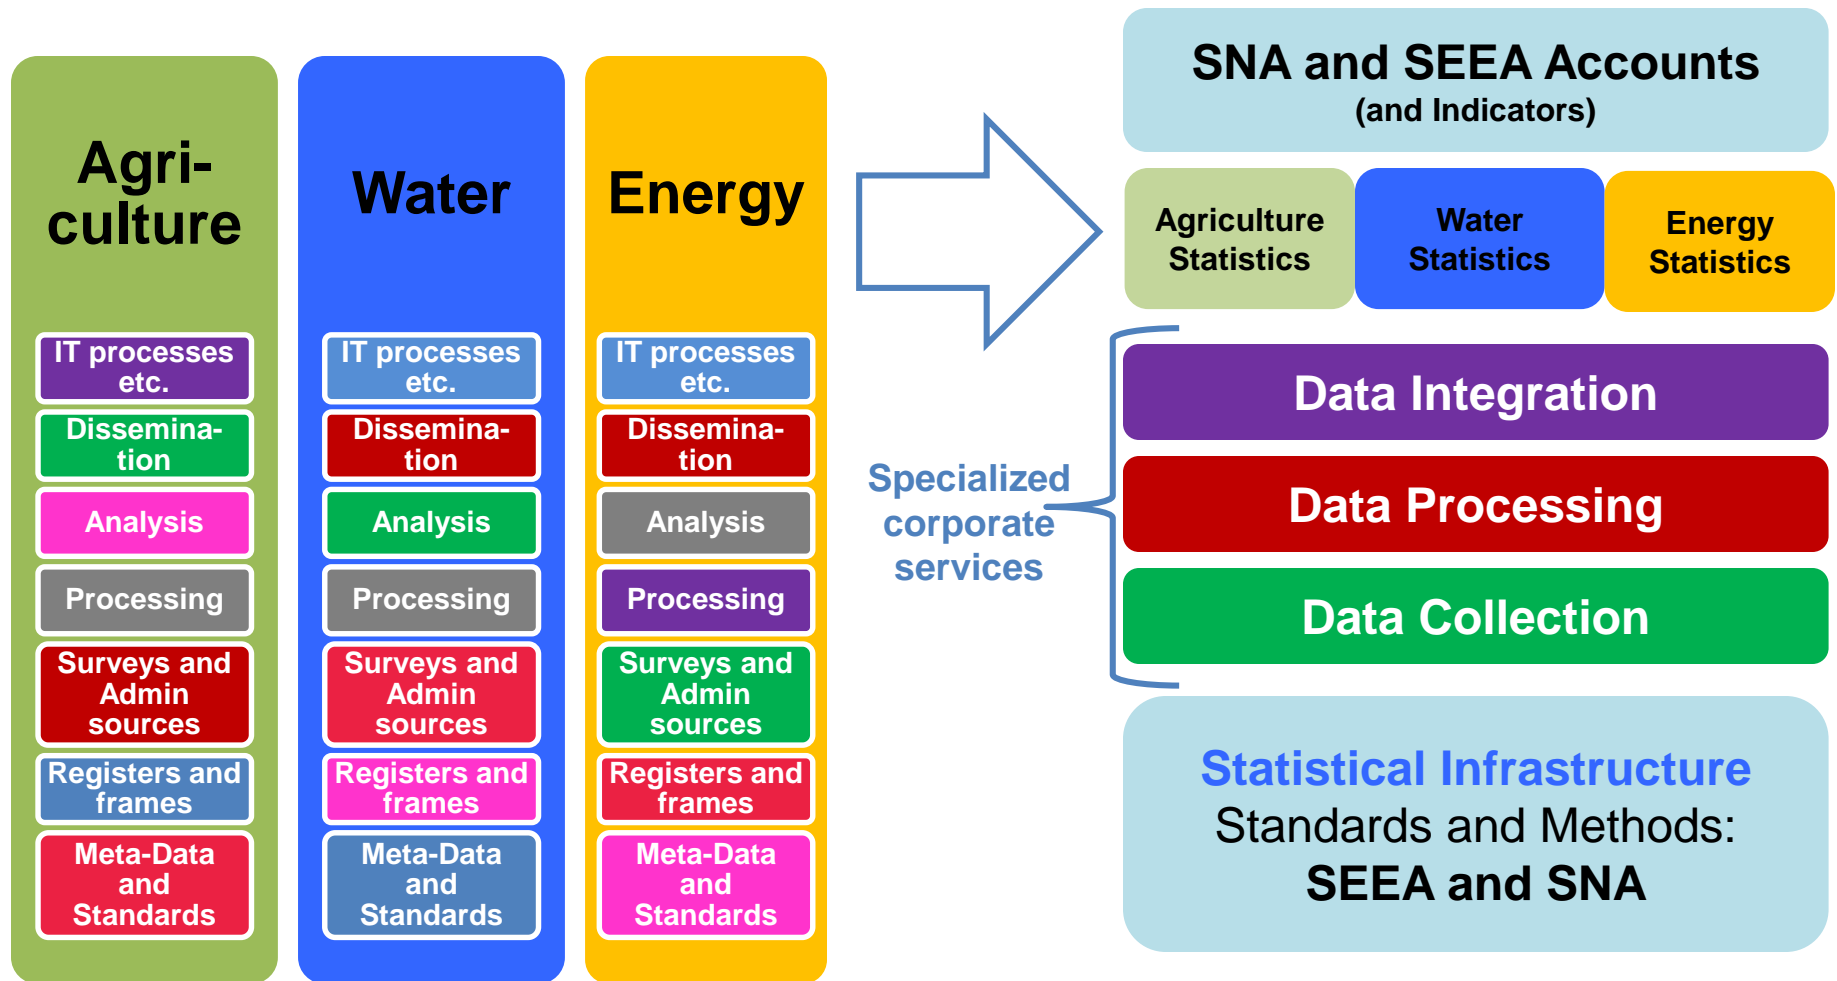 Agri-
culture
IT processes
etc.
Dissemina-
tion
Analysis
Processing
Surveys and
Admin
sources
Registers and
frames
Meta-Data
and
Standards
Water
IT processes
etc.
Dissemina-
tion
Analysis
Processing
Surveys and
Admin
sources
Registers and
frames
Meta-Data
and
Standards
Energy
IT processes
etc.
Dissemina-
tion
Analysis
Processing
Surveys and
Admin
sources
Registers and
frames
Meta-Data
and
Standards
Specialized
corporate
services
SNA and SEEA Accounts
(and Indicators)
Agriculture
Statistics
Water
Statistics
Energy
Statistics
Data Integration
Data Processing
Data Collection
Statistical Infrastructure
Standards and Methods:
SEEA and SNA